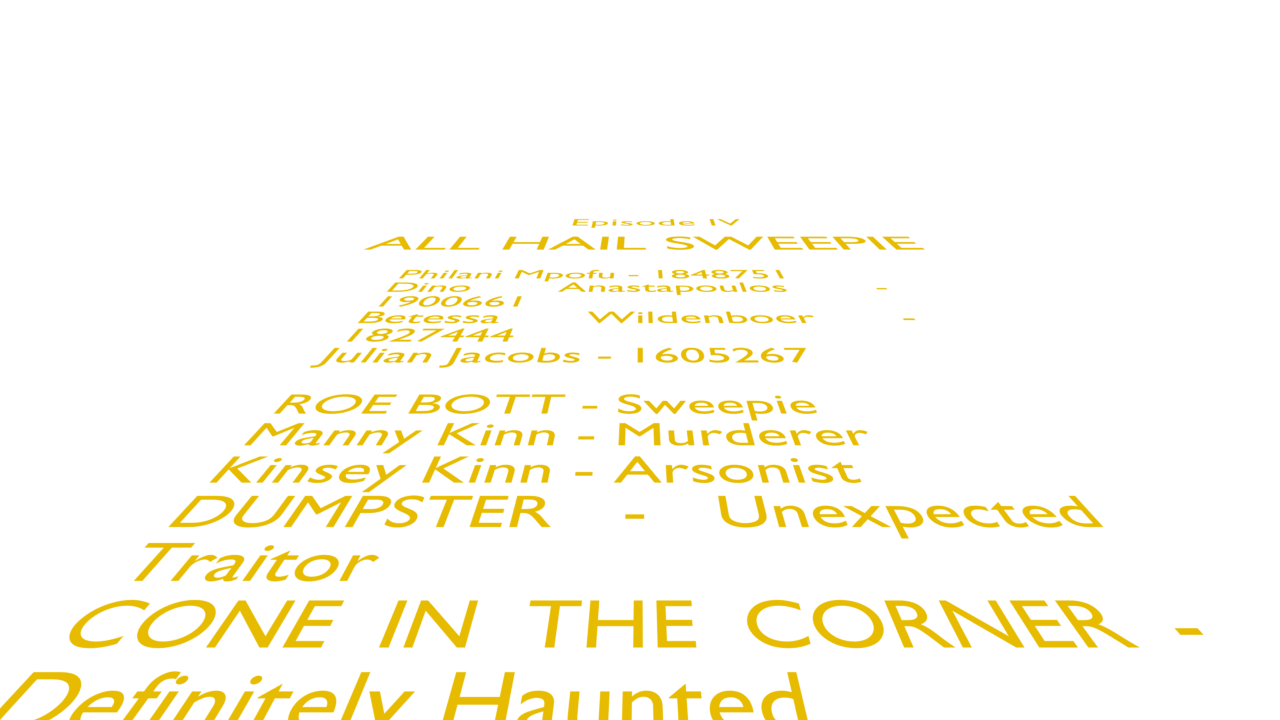 Episode IV
ALL HAIL SWEEPIE
Philani Mpofu - 1848751
Dino Anastapoulos -
1900661
Betessa Wildenboer -
1827444
Julian Jacobs - 1605267
ROE BOTT - Sweepie
Manny Kinn - Murderer
Kinsey Kinn - Arsonist
DUMPSTER - Unexpected
Traitor
CONE IN THE CORNER -
Definitely Haunted